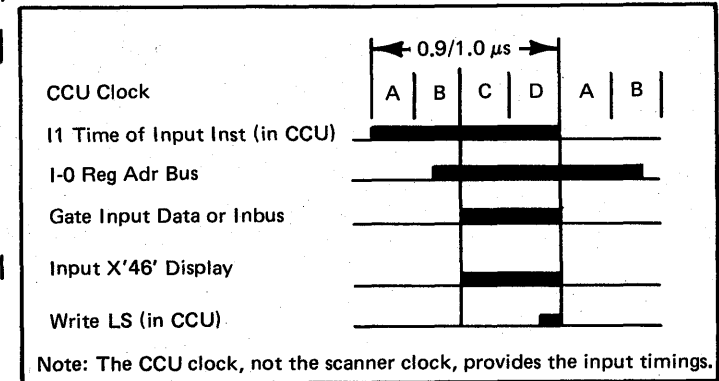 0.9/1.0 μs
CCU Clock A B C D A B
I1 Time of Input Inst (in CCU)
I-0 Reg Adr Bus
Gate Input Data or Inbus
Input X'46' Display
Write LS (in CCU)
Note: The CCU clock, not the scanner clock, provides the input timings.